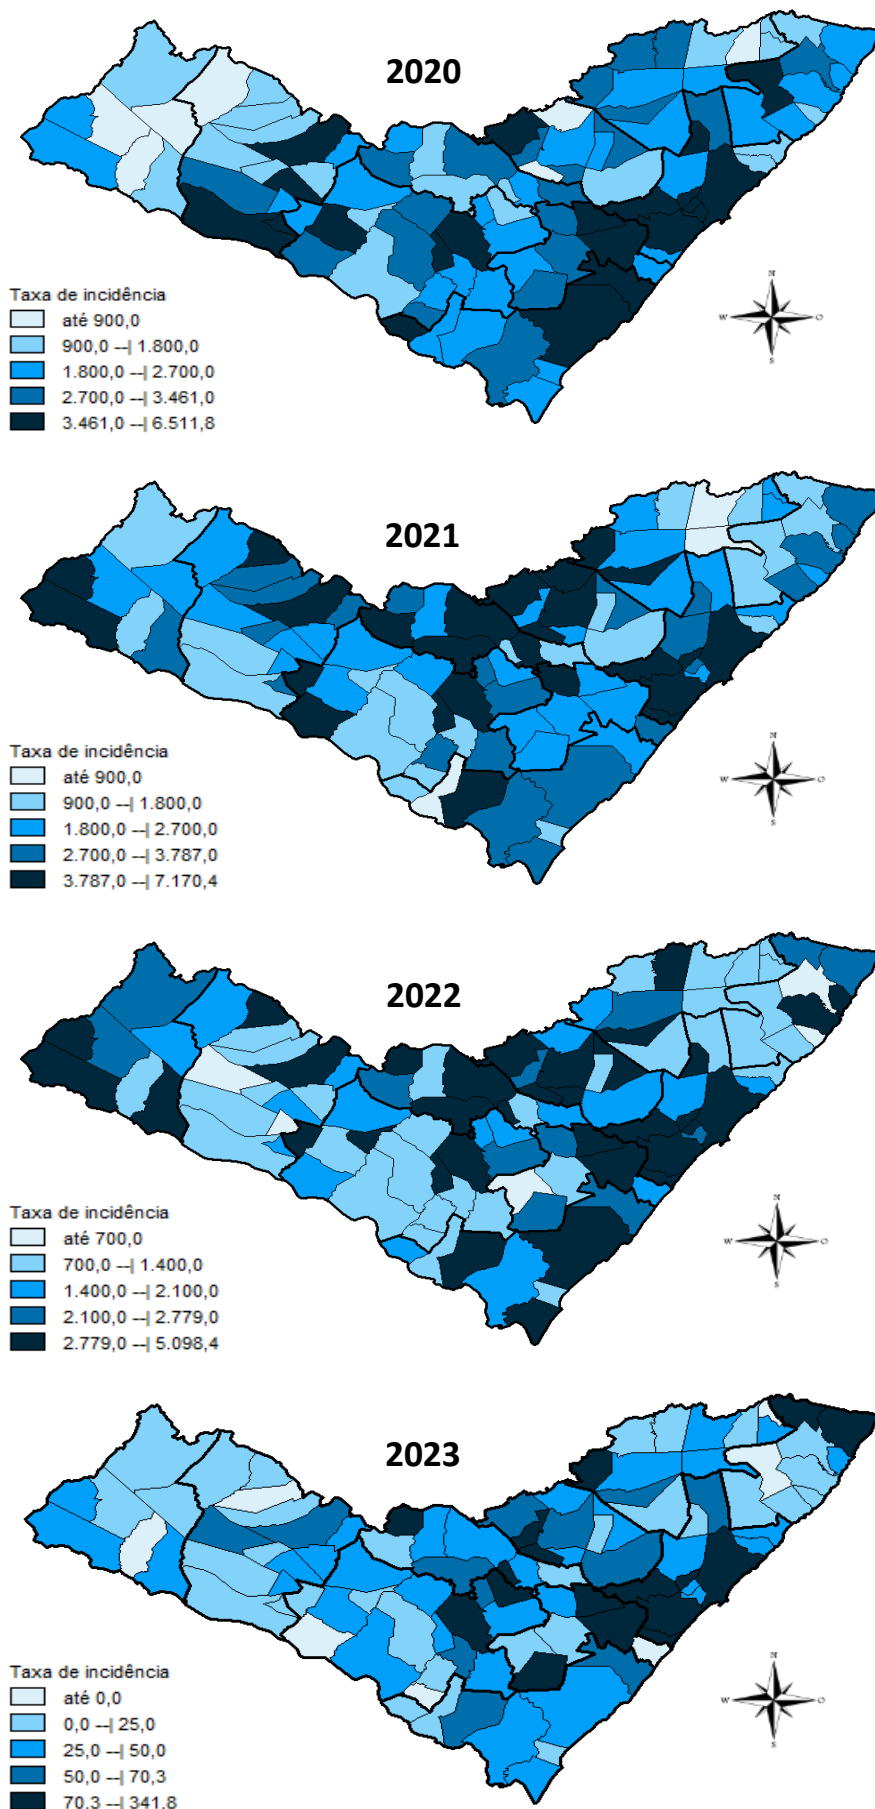 2020
Taxa de incidência
até 900,0
900,0 --| 1.800,0
1.800,0 --| 2.700,0
2.700,0 --| 3.461,0
3.461,0 --| 6.511,8
N
W
O
S
2021
Taxa de incidência
até 900,0
900,0 --| 1.800,0
1.800,0 --| 2.700,0
2.700,0 --| 3.787,0
3.787,0 --| 7.170,4
N
W
O
S
2022
Taxa de incidência
até 700,0
700,0 --| 1.400,0
1.400,0 --| 2.100,0
2.100,0 --| 2.779,0
2.779,0 --| 5.098,4
N
W
O
S
2023
Taxa de incidência
até 0,0
0,0 --| 25,0
25,0 --| 50,0
50,0 --| 70,3
70,3 --| 341,8
N
W
O
S